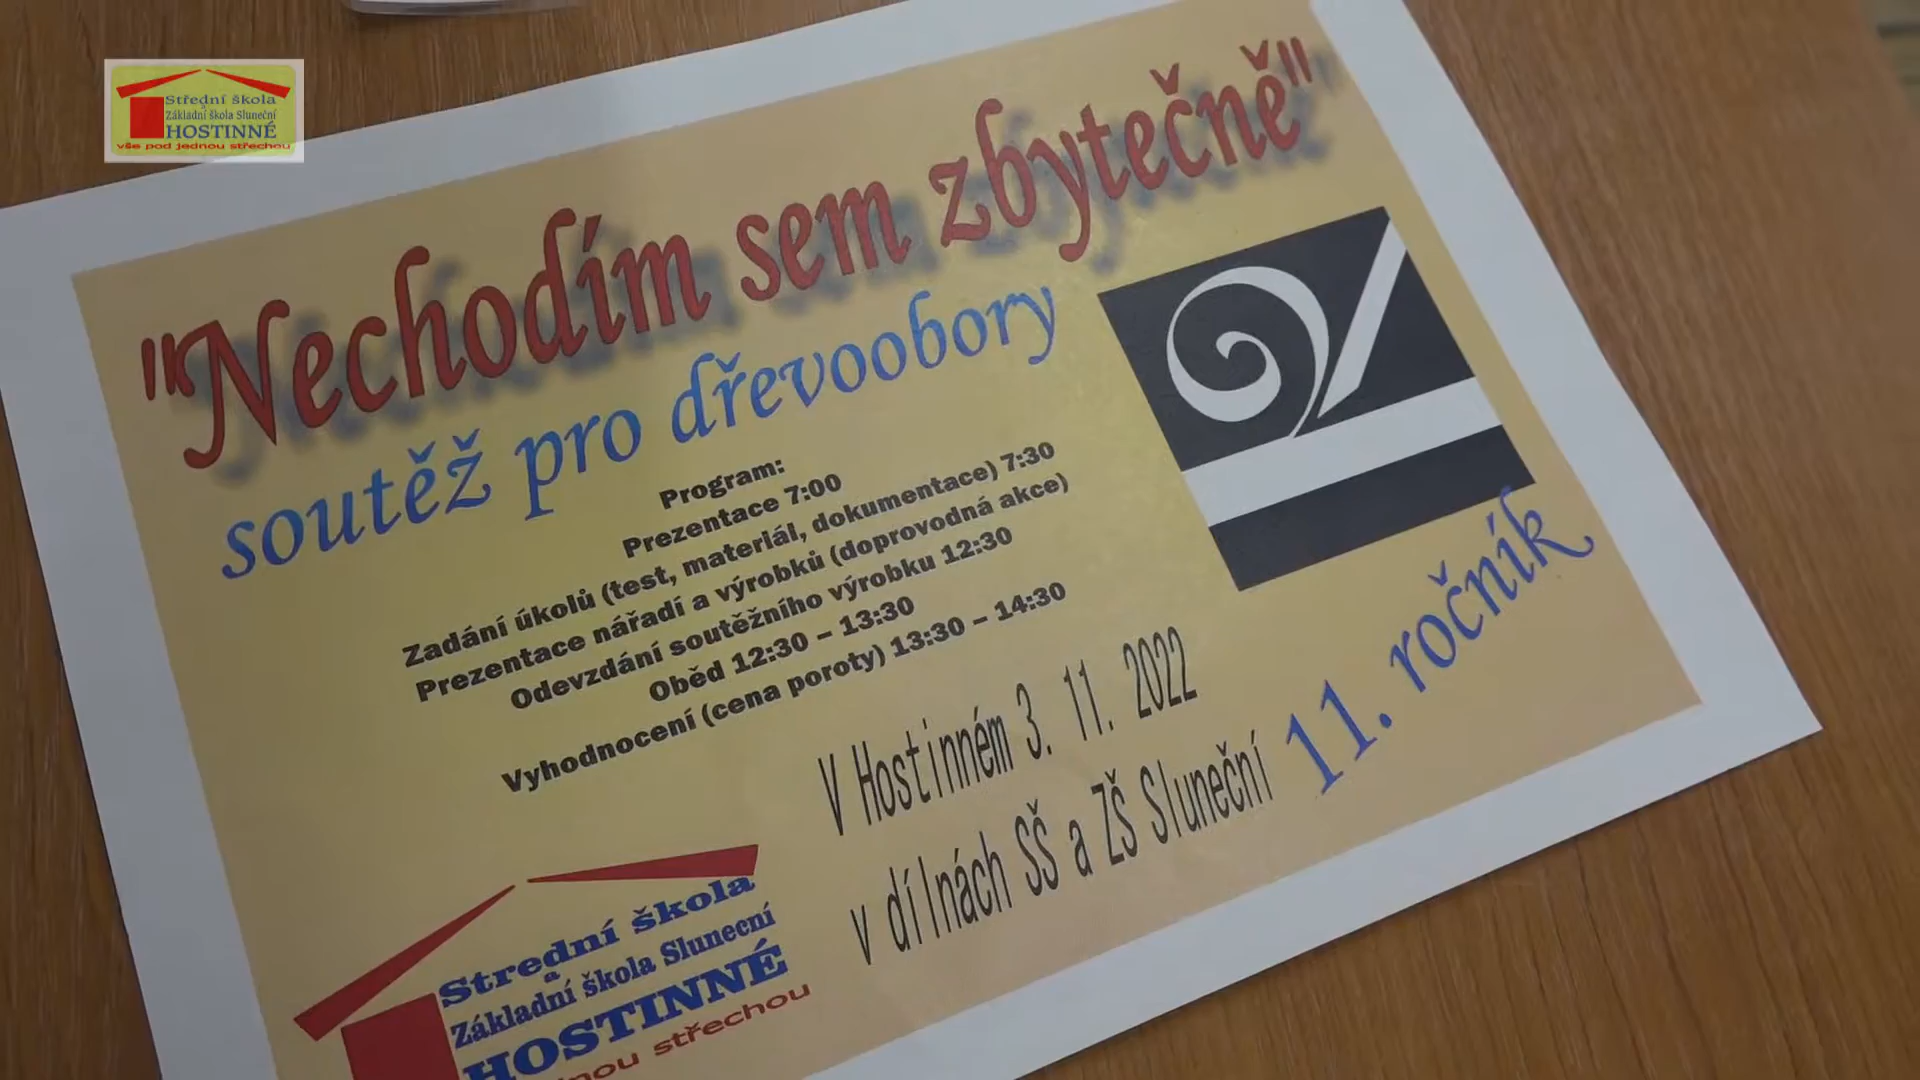 Střední škola
a
Základní škola Sluneční
HOSTINNÉ
vše pod jednou střechou
"Nechodím sem zbytečně"
soutěž pro dřevoobory
Program:
Prezentace 7:00
Zadání úkolů (test, materiál, dokumentace) 7:30
Prezentace nářadí a výrobků (doprovodná akce)
Odevzdání soutěžního výrobku 12:30
Oběd 12:30 – 13:30
Vyhodnocení (cena poroty) 13:30 – 14:30
V Hostinném 3. 11. 2022
v dílnách SŠ a ZŠ Sluneční
11. ročník
Střední škola
a
Základní škola Sluneční
HOSTINNÉ
nou střechou